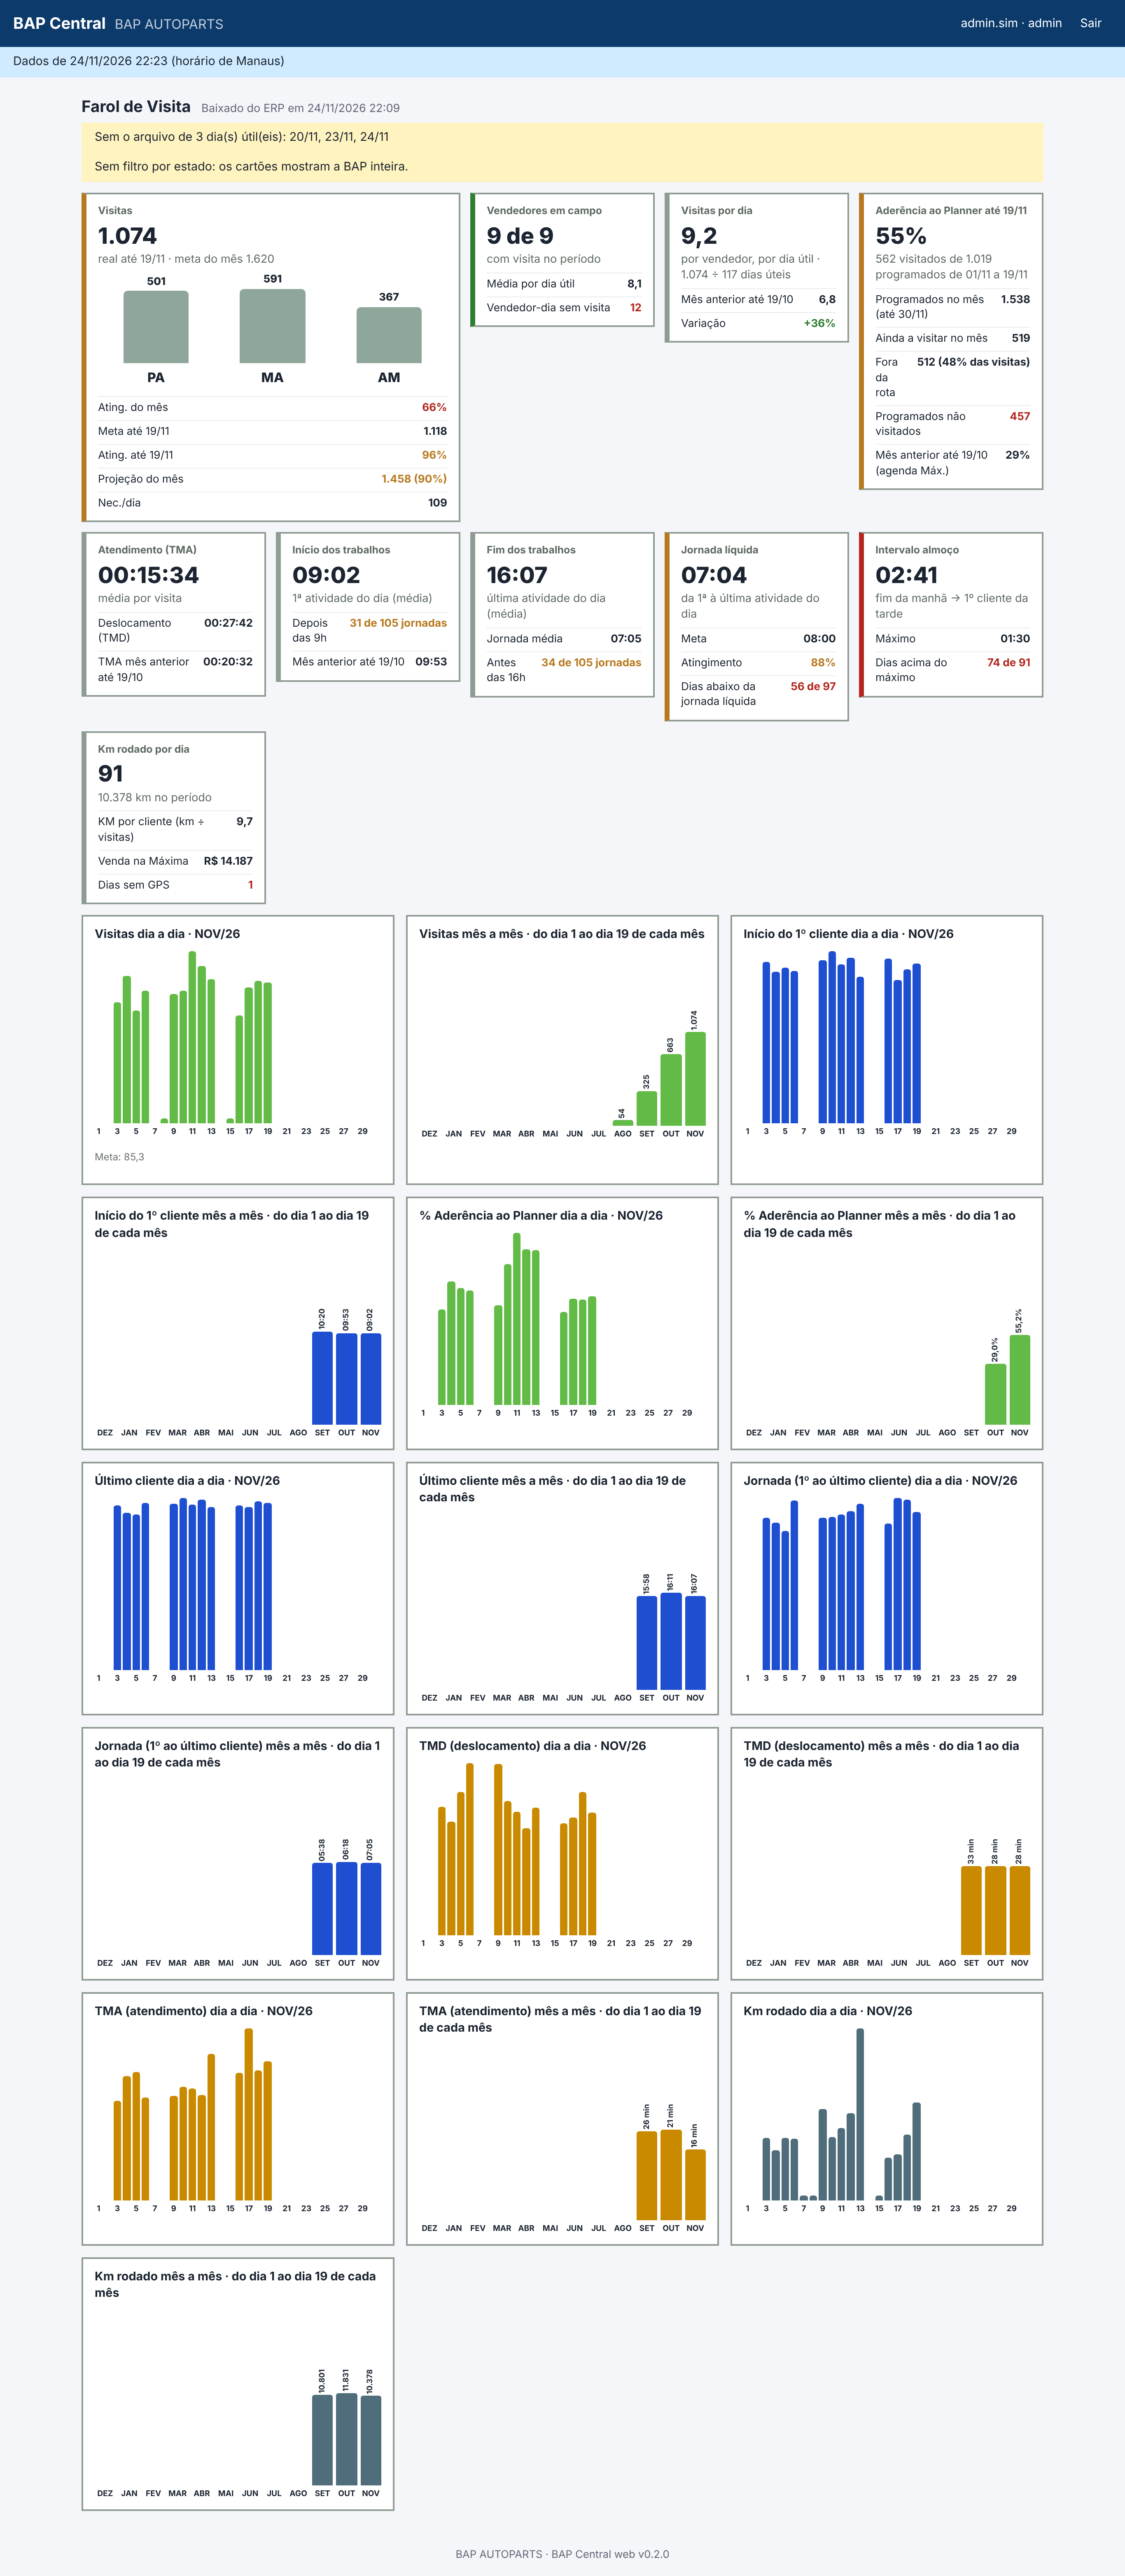 BAP Central BAP AUTOPARTS
admin.sim · admin Sair
Dados de 24/11/2026 22:23 (horário de Manaus)
Farol de Visita Baixado do ERP em 24/11/2026 22:09
Sem o arquivo de 3 dia(s) útil(eis): 20/11, 23/11, 24/11
Sem filtro por estado: os cartões mostram a BAP inteira.
Visitas
1.074
real até 19/11 · meta do mês 1.620
501 591 367
PA MA AM
Ating. do mês 66%
Meta até 19/11 1.118
Ating. até 19/11 96%
Projeção do mês 1.458 (90%)
Nec./dia 109
Vendedores em campo
9 de 9
com visita no período
Média por dia útil 8,1
Vendedor-dia sem visita 12
Visitas por dia
9,2
por vendedor, por dia útil ·
1.074 ÷ 117 dias úteis
Mês anterior até 19/10 6,8
Variação +36%
Aderência ao Planner até 19/11
55%
562 visitados de 1.019
programados de 01/11 a 19/11
Programados no mês 1.538
(até 30/11)
Ainda a visitar no mês 519
Fora 512 (48% das visitas)
da
rota
Programados não 457
visitados
Mês anterior até 19/10 29%
(agenda Máx.)
Atendimento (TMA)
00:15:34
média por visita
Deslocamento 00:27:42
(TMD)
TMA mês anterior 00:20:32
até 19/10
Início dos trabalhos
09:02
1ª atividade do dia (média)
Depois 31 de 105 jornadas
das 9h
Mês anterior até 19/10 09:53
Fim dos trabalhos
16:07
última atividade do dia
(média)
Jornada média 07:05
Antes 34 de 105 jornadas
das 16h
Jornada líquida
07:04
da 1ª à última atividade do
dia
Meta 08:00
Atingimento 88%
Dias abaixo da 56 de 97
jornada líquida
Intervalo almoço
02:41
fim da manhã → 1º cliente da
tarde
Máximo 01:30
Dias acima do 74 de 91
máximo
Km rodado por dia
91
10.378 km no período
KM por cliente (km ÷ 9,7
visitas)
Venda na Máxima R$ 14.187
Dias sem GPS 1
Visitas dia a dia · NOV/26
1 3 5 7 9 11 13 15 17 19 21 23 25 27 29
Meta: 85,3
Visitas mês a mês · do dia 1 ao dia 19 de cada mês
54 325 663 1.074
DEZ JAN FEV MAR ABR MAI JUN JUL AGO SET OUT NOV
Início do 1º cliente dia a dia · NOV/26
1 3 5 7 9 11 13 15 17 19 21 23 25 27 29
Início do 1º cliente mês a mês · do dia 1 ao dia 19
de cada mês
10:20 09:53 09:02
DEZ JAN FEV MAR ABR MAI JUN JUL AGO SET OUT NOV
% Aderência ao Planner dia a dia · NOV/26
1 3 5 7 9 11 13 15 17 19 21 23 25 27 29
% Aderência ao Planner mês a mês · do dia 1 ao
dia 19 de cada mês
29,0% 55,2%
DEZ JAN FEV MAR ABR MAI JUN JUL AGO SET OUT NOV
Último cliente dia a dia · NOV/26
1 3 5 7 9 11 13 15 17 19 21 23 25 27 29
Último cliente mês a mês · do dia 1 ao dia 19 de
cada mês
15:58 16:11 16:07
DEZ JAN FEV MAR ABR MAI JUN JUL AGO SET OUT NOV
Jornada (1º ao último cliente) dia a dia · NOV/26
1 3 5 7 9 11 13 15 17 19 21 23 25 27 29
Jornada (1º ao último cliente) mês a mês · do dia 1
ao dia 19 de cada mês
05:38 06:18 07:05
DEZ JAN FEV MAR ABR MAI JUN JUL AGO SET OUT NOV
TMD (deslocamento) dia a dia · NOV/26
1 3 5 7 9 11 13 15 17 19 21 23 25 27 29
TMD (deslocamento) mês a mês · do dia 1 ao dia
19 de cada mês
33 min 28 min 28 min
DEZ JAN FEV MAR ABR MAI JUN JUL AGO SET OUT NOV
TMA (atendimento) dia a dia · NOV/26
1 3 5 7 9 11 13 15 17 19 21 23 25 27 29
TMA (atendimento) mês a mês · do dia 1 ao dia 19
de cada mês
26 min 21 min 16 min
DEZ JAN FEV MAR ABR MAI JUN JUL AGO SET OUT NOV
Km rodado dia a dia · NOV/26
1 3 5 7 9 11 13 15 17 19 21 23 25 27 29
Km rodado mês a mês · do dia 1 ao dia 19 de cada
mês
10.801 11.831 10.378
DEZ JAN FEV MAR ABR MAI JUN JUL AGO SET OUT NOV
BAP AUTOPARTS · BAP Central web v0.2.0